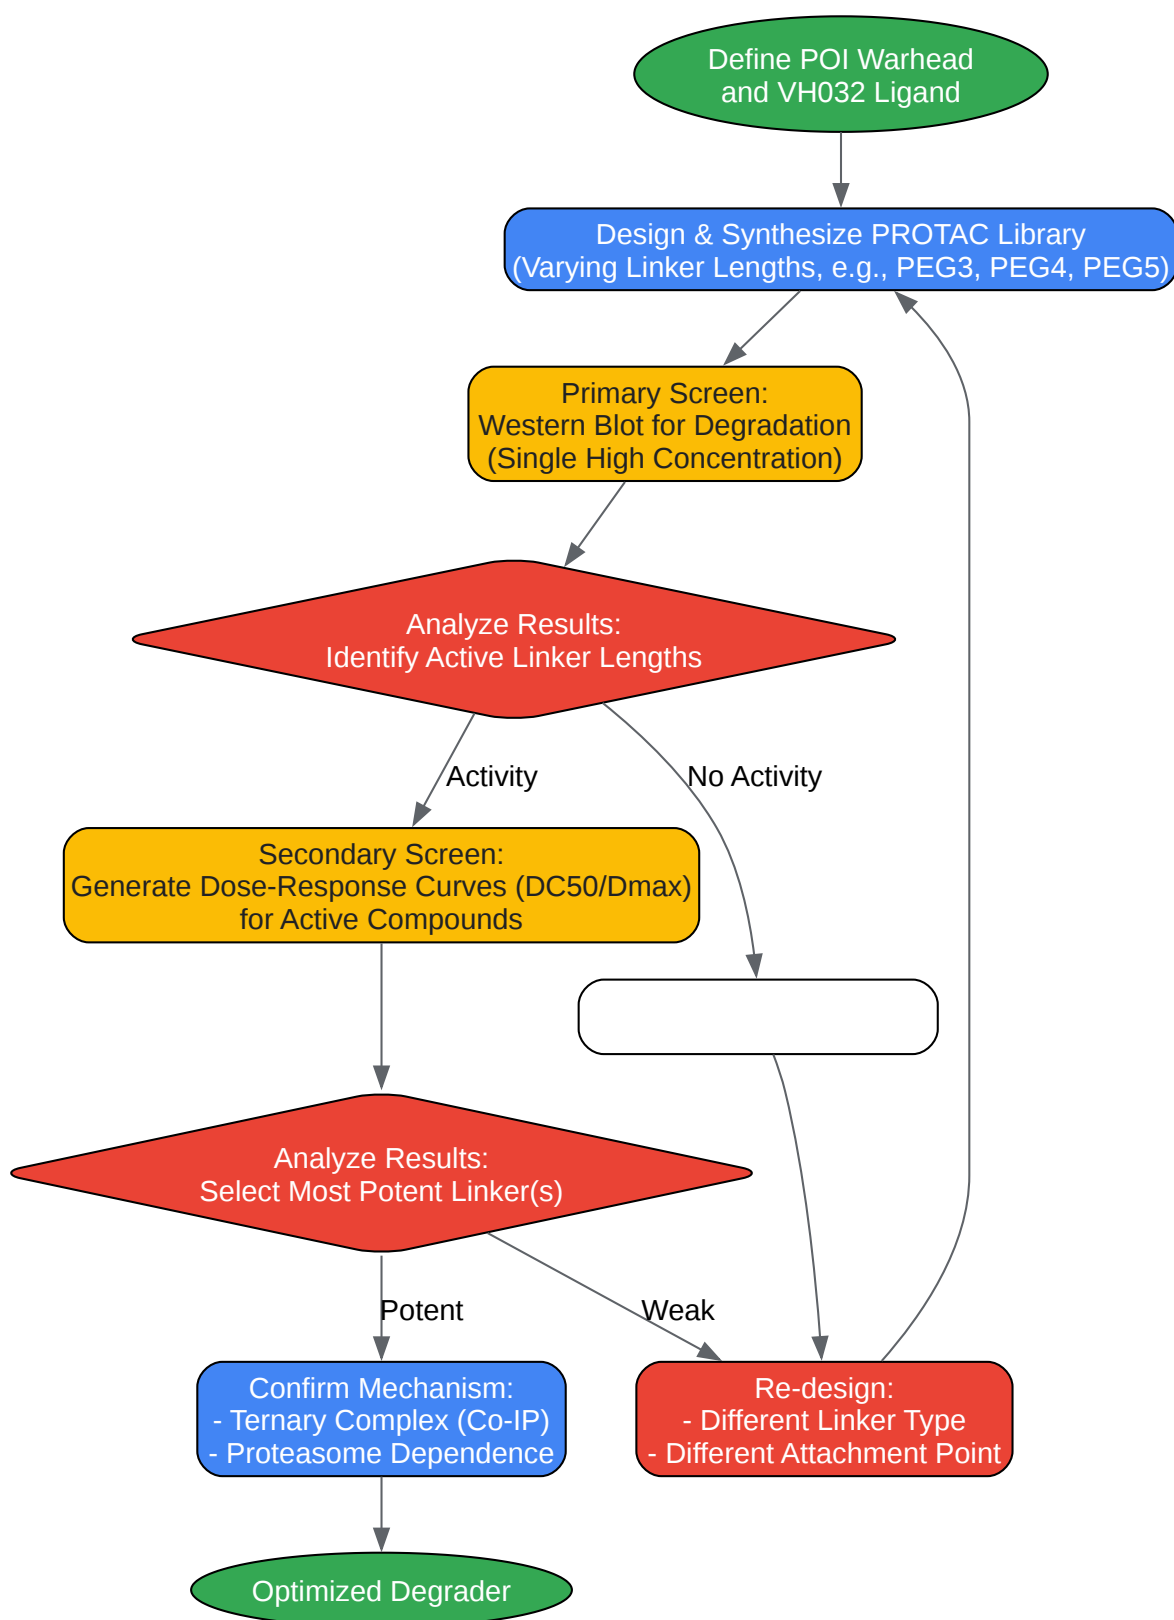 Define POI Warhead
and VH032 Ligand
Design & Synthesize PROTAC Library
(Varying Linker Lengths, e.g., PEG3, PEG4, PEG5)
Primary Screen:
Western Blot for Degradation
(Single High Concentration)
Analyze Results:
Identify Active Linker Lengths
Activity
No Activity
Secondary Screen:
Generate Dose-Response Curves (DC50/Dmax)
for Active Compounds
Analyze Results:
Select Most Potent Linker(s)
Potent
Weak
Confirm Mechanism:
- Ternary Complex (Co-IP)
- Proteasome Dependence
Re-design:
- Different Linker Type
- Different Attachment Point
Optimized Degrader